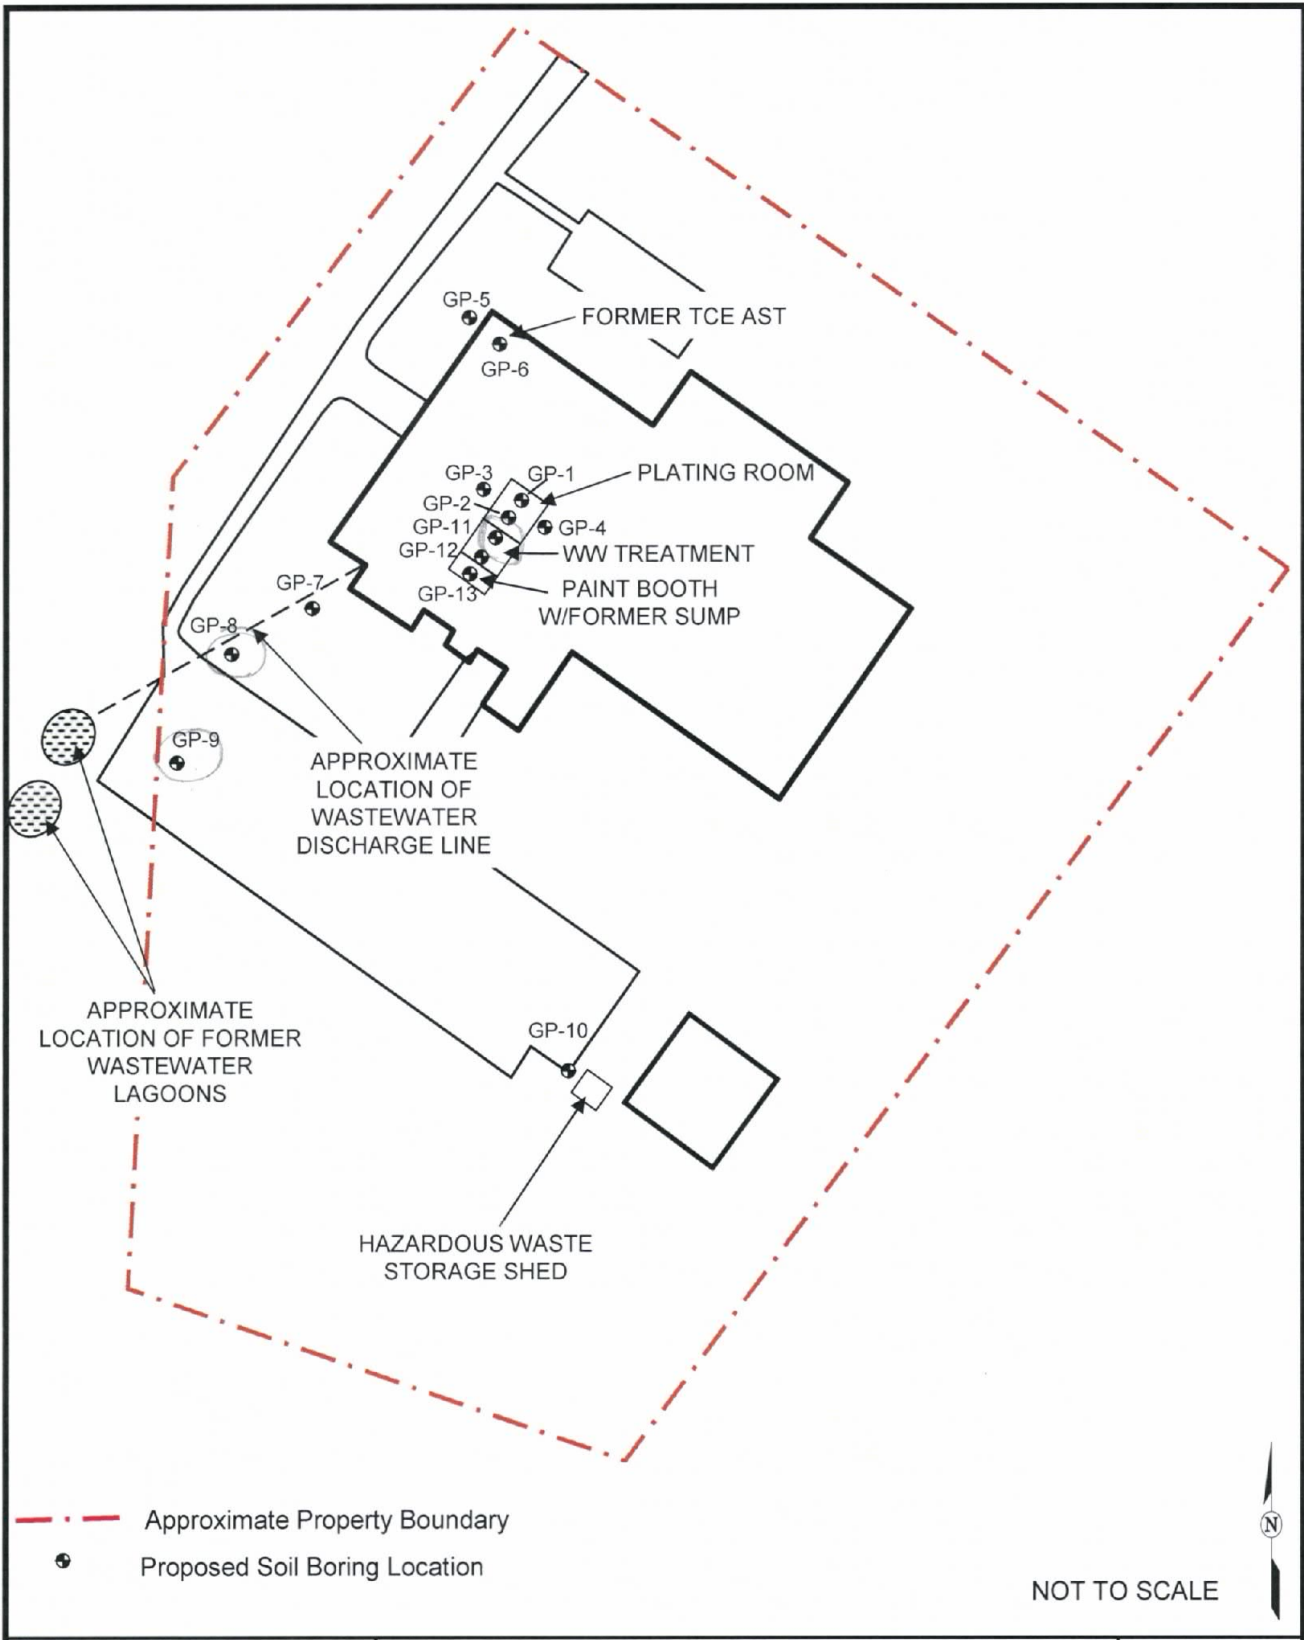 GP-5
FORMER TCE AST
GP-6
GP-3
GP-1
PLATING ROOM
GP-2
GP-11
GP-4
GP-12
WW TREATMENT
GP-13
PAINT BOOTH
W/FORMER SUMP
GP-7
GP-8
GP-9
APPROXIMATE
LOCATION OF
WASTEWATER
DISCHARGE LINE
APPROXIMATE
LOCATION OF FORMER
WASTEWATER
LAGOONS
GP-10
HAZARDOUS WASTE
STORAGE SHED
Approximate Property Boundary
Proposed Soil Boring Location
N
NOT TO SCALE